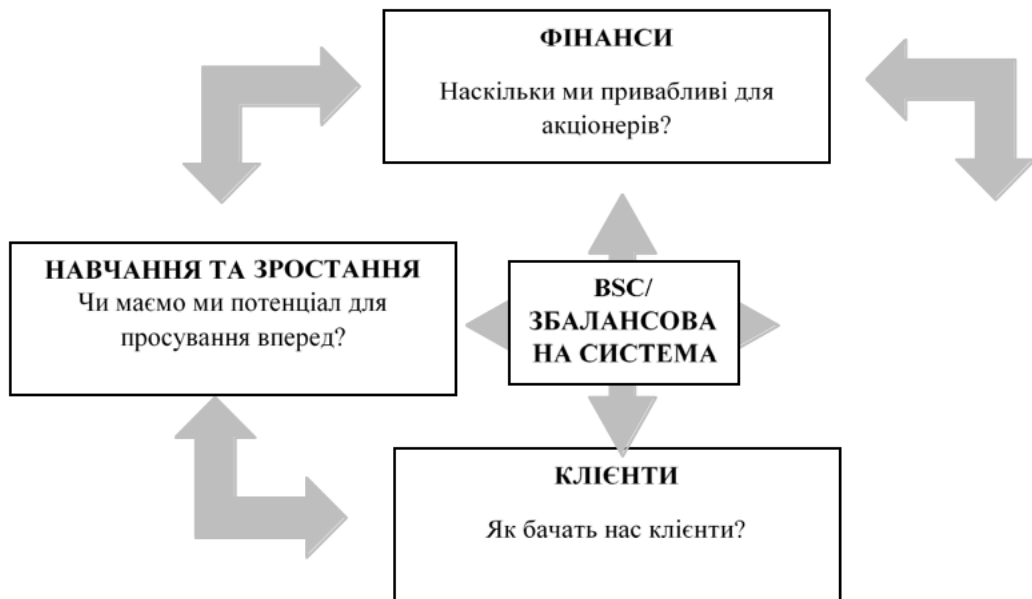 ФІНАНСИ
Наскільки ми привабливі для
акціонерів?
НАВЧАННЯ ТА ЗРОСТАННЯ
Чи маємо ми потенціал для
просування вперед?
BSC/
ЗБАЛАНСОВА
НА СИСТЕМА
КЛІЄНТИ
Як бачать нас клієнти?